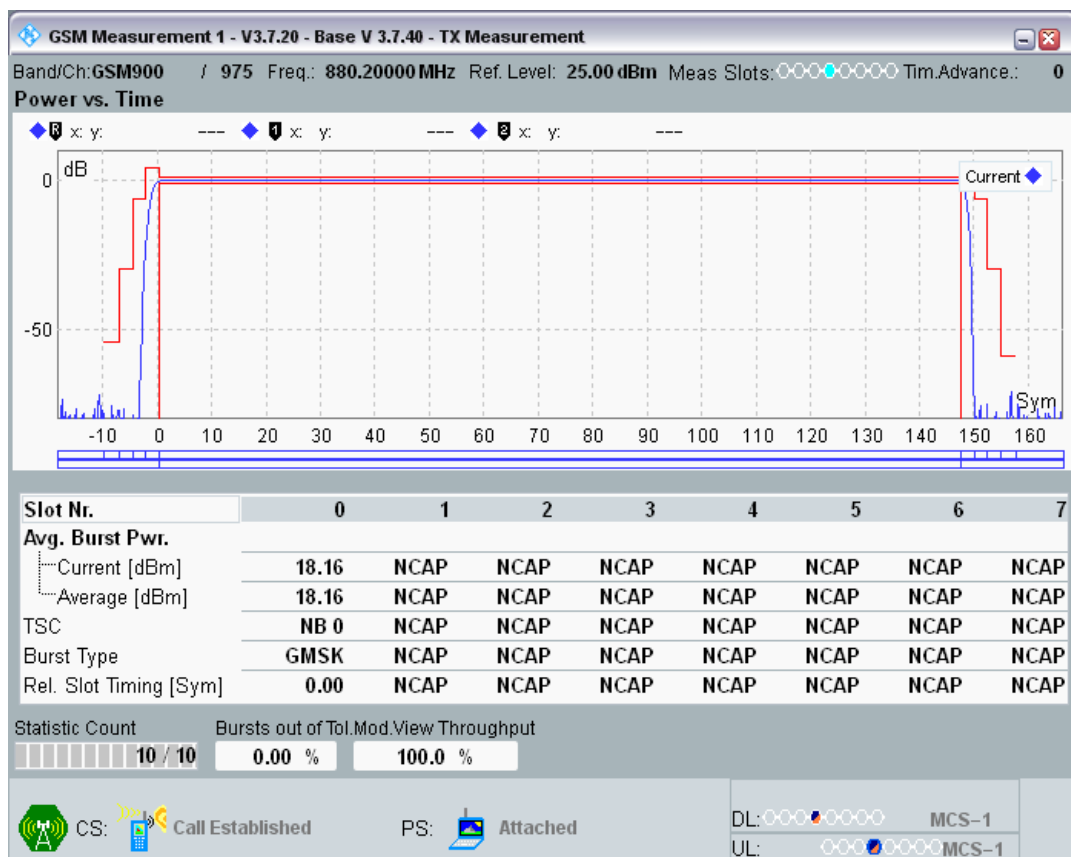 GSM Measurement 1 - V3.7.20 - Base V 3.7.40 - TX Measurement
Band/Ch:GSM900 / 975 Freq.: 880.20000 MHz Ref. Level: 25.00 dBm Meas Slots: Tim.Advance.: 0
Power vs. Time
R x: y: --- 1 x: y: --- 2 x: y: ---
dB
Current
0
-50
Sym
-10 0 10 20 30 40 50 60 70 80 90 100 110 120 130 140 150 160
Slot Nr. 0 1 2 3 4 5 6 7
Avg. Burst Pwr.
Current [dBm] 18.16 NCAP NCAP NCAP NCAP NCAP NCAP NCAP
Average [dBm] 18.16 NCAP NCAP NCAP NCAP NCAP NCAP NCAP
TSC NB 0 NCAP NCAP NCAP NCAP NCAP NCAP NCAP
Burst Type GMSK NCAP NCAP NCAP NCAP NCAP NCAP NCAP
Rel. Slot Timing [Sym] 0.00 NCAP NCAP NCAP NCAP NCAP NCAP NCAP
Statistic Count Bursts out of Tol. Mod.View Throughput
10 / 10 0.00 % 100.0 %
CS: Call Established PS: Attached DL: MCS-1
UL: MCS-1